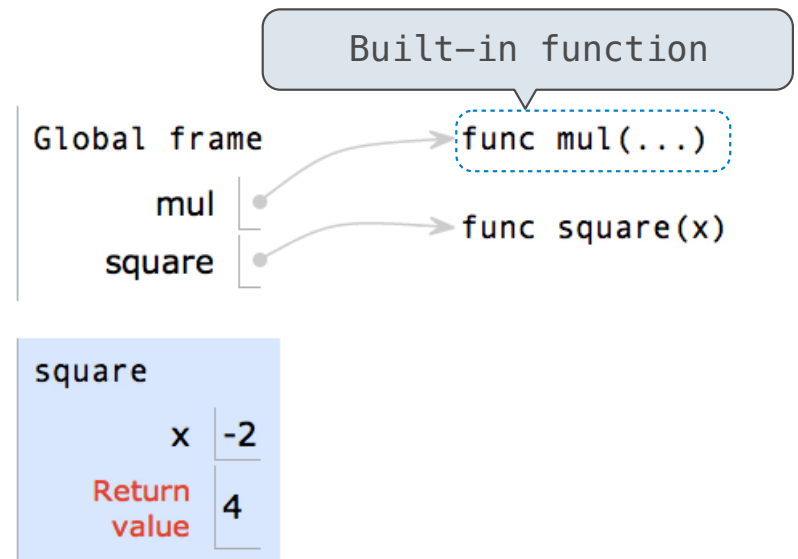 Built-in function
Global frame
func mul(...)
mul
func square(x)
square
square
x -2
Return
value 4